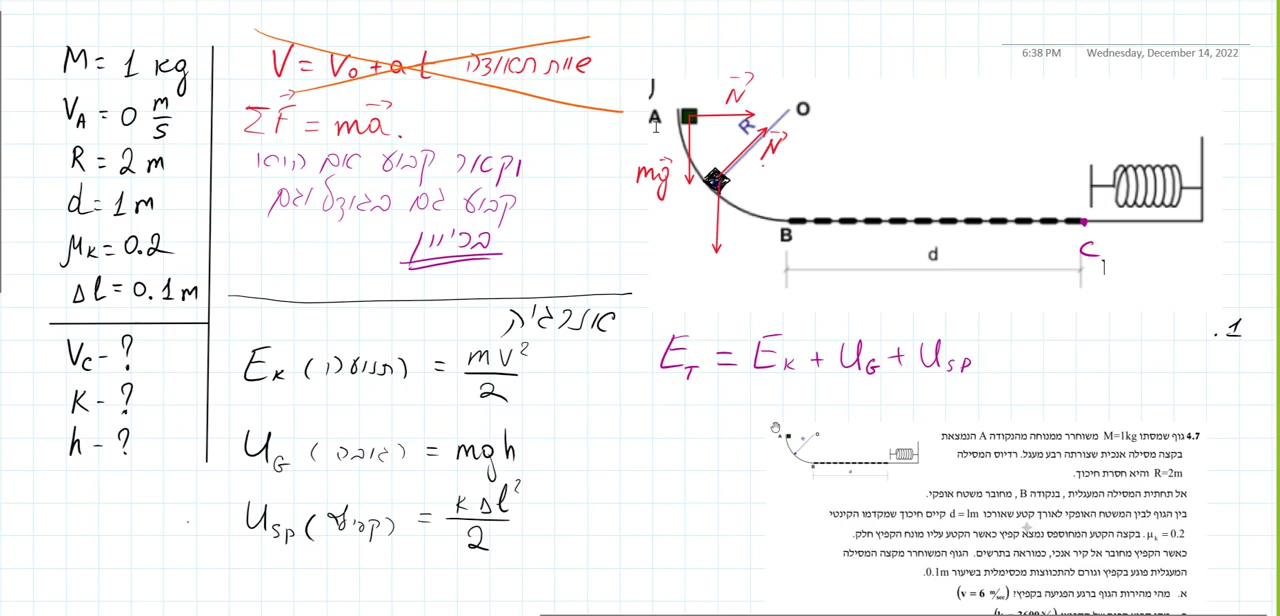 6:38 PM Wednesday, December 14, 2022
M = 1 kg
V_A = 0 m/s
R = 2 m
d = 1 m
μ_K = 0.2
Δl = 0.1 m
V_C - ?
K - ?
h - ?
V = V_0 + at שוות תאוצה
ΣF = ma.
וקטור קבוע אם הוא
קבוע גם בגודל וגם
בכיוון
אנרגיה
E_K (תנועה) = mv²/2
U_G (גובה) = mgh
U_SP (קפיץ) = KΔl²/2
A
N
O
R
N
mg
B
C
d
.1
E_T = E_K + U_G + U_SP
4.7 גוף שמסתו M=1kg משוחרר ממנוחה מהנקודה A הנמצאת
בקצה מסילה אנכית שצורתה רבע מעגל. רדיוס המסילה
R=2m והיא חסרת חיכוך.
אל תחתית המסילה המעגלית, בנקודה B, מחובר משטח אופקי.
בין הגוף לבין המשטח האופקי לאורך קטע שאורכו d = 1m קיים חיכוך שמקדמו הקינטי
μ_k = 0.2. בקצה הקטע המחוספס נמצא קפיץ כאשר הקטע עליו מונח הקפיץ חלק.
כאשר הקפיץ מחובר אל קיר אנכי, כמוראה בתרשים. הגוף המשוחרר מקצה המסילה
המעגלית פוגע בקפיץ וגורם להתכווצות מכסימלית בשיעור 0.1m.
א. מהי מהירות הגוף ברגע הפגיעה בקפיץ? (v = 6 m/sec)